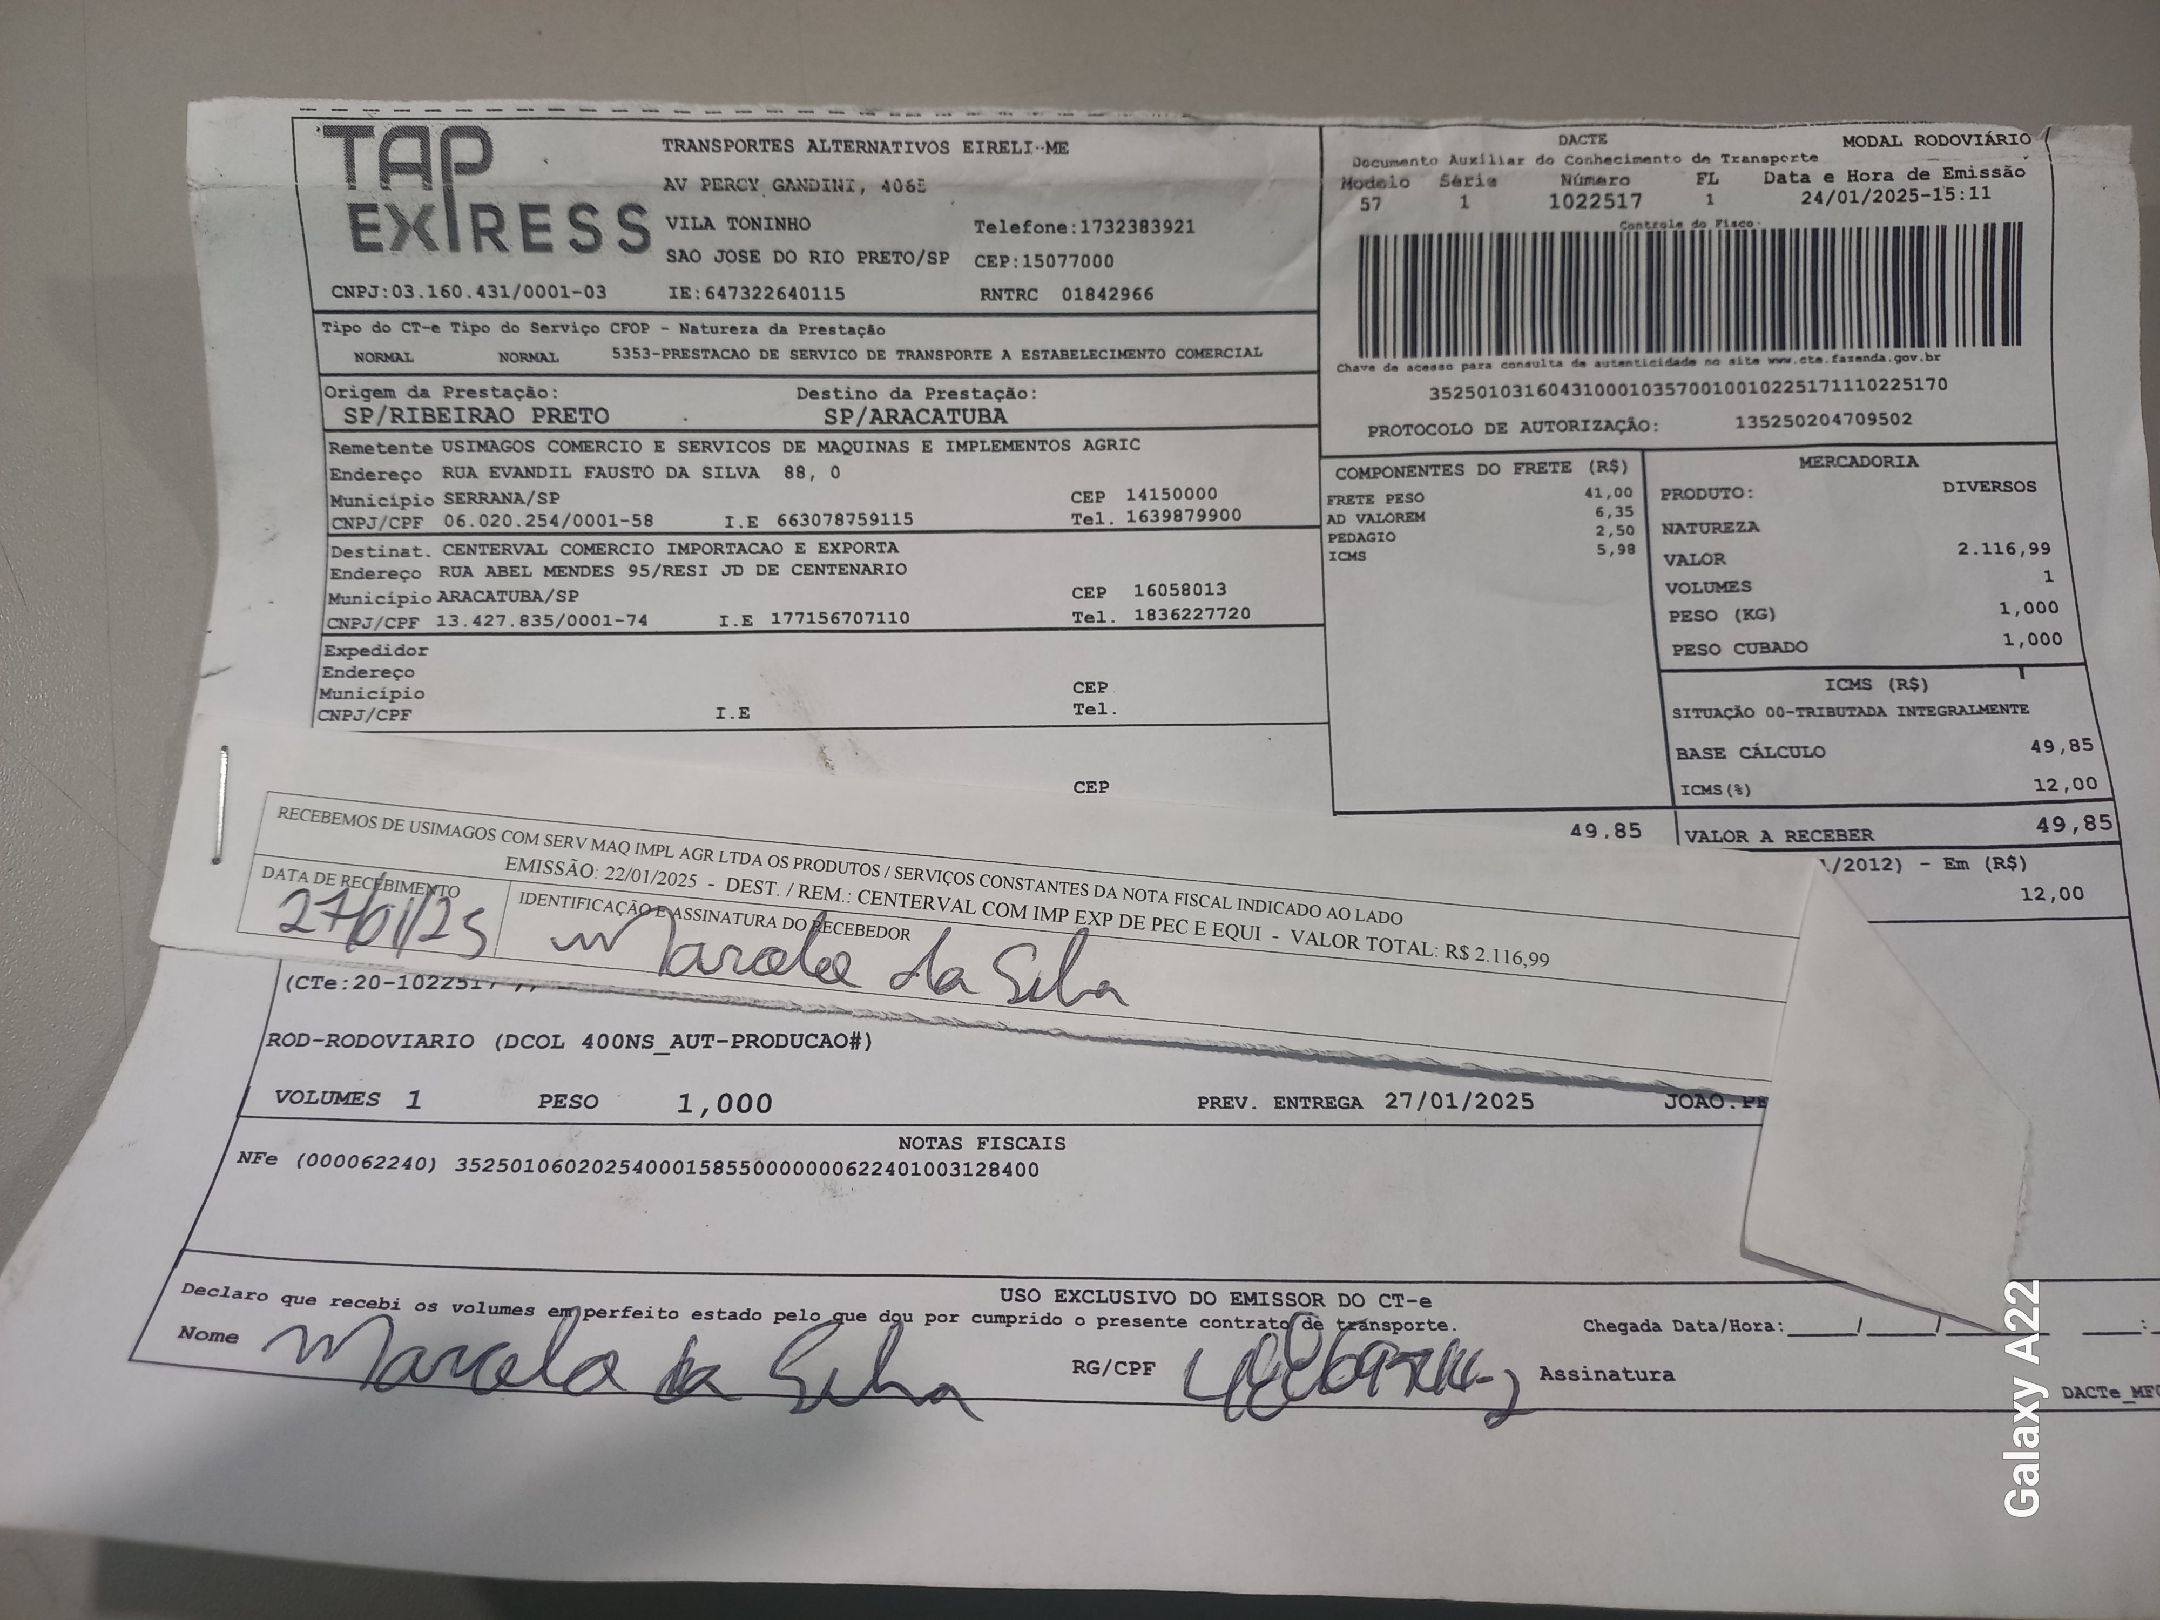 TAP EXPRESS
TRANSPORTES ALTERNATIVOS EIRELI-ME
AV PERCY GANDINI, 4065
VILA TONINHO Telefone:1732383921
SAO JOSE DO RIO PRETO/SP CEP:15077000
CNPJ:03.160.431/0001-03 IE:647322640115 RNTRC 01842966
DACTE MODAL RODOVIÁRIO
Documento Auxiliar do Conhecimento de Transporte
Modelo Série Número FL Data e Hora de Emissão
57 1 1022517 1 24/01/2025-15:11
Controle do Fisco
Chave de acesso para consulta de autenticidade no site www.cte.fazenda.gov.br
35250103160431000103570010010225171110225170
PROTOCOLO DE AUTORIZAÇÃO: 135250204709502
Tipo do CT-e Tipo do Serviço CFOP - Natureza da Prestação
NORMAL NORMAL 5353-PRESTACAO DE SERVICO DE TRANSPORTE A ESTABELECIMENTO COMERCIAL
Origem da Prestação: Destino da Prestação:
SP/RIBEIRAO PRETO SP/ARACATUBA
Remetente USIMAGOS COMERCIO E SERVICOS DE MAQUINAS E IMPLEMENTOS AGRIC
Endereço RUA EVANDIL FAUSTO DA SILVA 88, 0
Município SERRANA/SP CEP 14150000
CNPJ/CPF 06.020.254/0001-58 I.E 663078759115 Tel. 1639879900
Destinat. CENTERVAL COMERCIO IMPORTACAO E EXPORTA
Endereço RUA ABEL MENDES 95/RESI JD DE CENTENARIO
Município ARACATUBA/SP CEP 16058013
CNPJ/CPF 13.427.835/0001-74 I.E 177156707110 Tel. 1836227720
Expedidor
Endereço
Município CEP
CNPJ/CPF I.E Tel.
CEP
COMPONENTES DO FRETE (R$)
FRETE PESO 41,00
AD VALOREM 6,35
PEDAGIO 2,50
ICMS 5,98
49,85
MERCADORIA
PRODUTO: DIVERSOS
NATUREZA
VALOR 2.116,99
VOLUMES 1
PESO (KG) 1,000
PESO CUBADO 1,000
ICMS (R$)
SITUAÇÃO 00-TRIBUTADA INTEGRALMENTE
BASE CÁLCULO 49,85
ICMS(%) 12,00
VALOR A RECEBER 49,85
/2012) - Em (R$)
12,00
RECEBEMOS DE USIMAGOS COM SERV MAQ IMPL AGR LTDA OS PRODUTOS / SERVIÇOS CONSTANTES DA NOTA FISCAL INDICADO AO LADO
EMISSÃO: 22/01/2025 - DEST. / REM.: CENTERVAL COM IMP EXP DE PEC E EQUI - VALOR TOTAL: R$ 2.116,99
DATA DE RECEBIMENTO IDENTIFICAÇÃO E ASSINATURA DO RECEBEDOR
27/01/25 Marcelo da Silva
(CTe:20-1022517
ROD-RODOVIARIO (DCOL 400NS_AUT-PRODUCAO#)
VOLUMES 1 PESO 1,000 PREV. ENTREGA 27/01/2025 JOAO.PE
NOTAS FISCAIS
NFe (000062240) 35250106020254000158550000000622401003128400
USO EXCLUSIVO DO EMISSOR DO CT-e
Declaro que recebi os volumes em perfeito estado pelo que dou por cumprido o presente contrato de transporte. Chegada Data/Hora:____/____/____ ____:
Nome Marcelo da Silva RG/CPF Assinatura
DACTe_MF
Galaxy A22